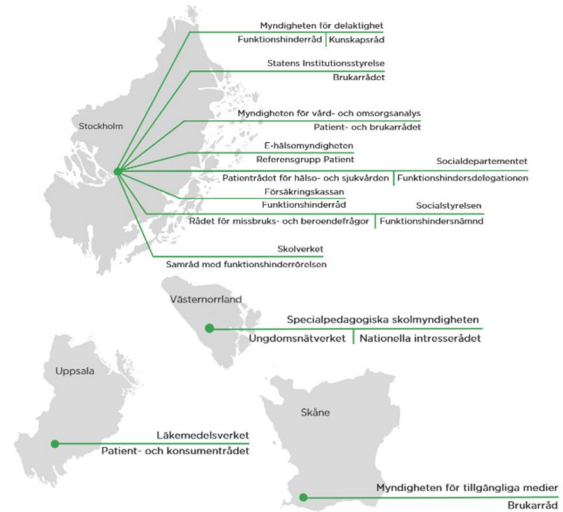 Myndigheten för delaktighet
Funktionshinderråd Kunskapsråd
Statens Institutionsstyrelse
Brukarrådet
Stockholm
Myndigheten för vård- och omsorgsanalys
Patient- och brukarrådet
E-hälsomyndigheten
Referensgrupp Patient
Socialdepartementet
Patientrådet för hälso- och sjukvården Funktionshindersdelegationen
Försäkringskassan
Funktionshinderråd
Socialstyrelsen
Rådet för missbruks- och beroendefrågor Funktionshindersnämnd
Skolverket
Samråd med funktionshinderrörelsen
Västernorrland
Specialpedagogiska skolmyndigheten
Ungdomsnätverket Nationella intresserådet
Uppsala
Läkemedelsverket
Patient- och konsumentrådet
Skåne
Myndigheten för tillgängliga medier
Brukarråd